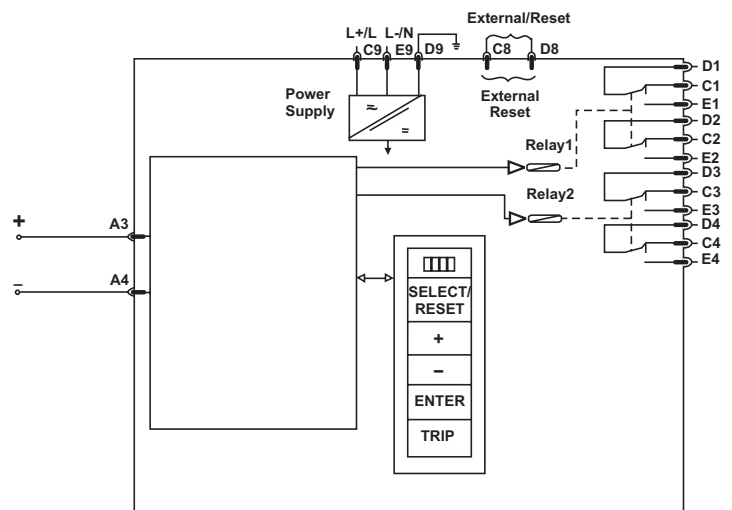 External/Reset
L+/L L-/N
C9 E9 D9 C8 D8
Power
Supply
External
Reset
≈
=
D1
C1
E1
D2
C2
E2
D3
C3
E3
D4
C4
E4
Relay1
Relay2
+
A3
–
A4
SELECT/
RESET
+
–
ENTER
TRIP